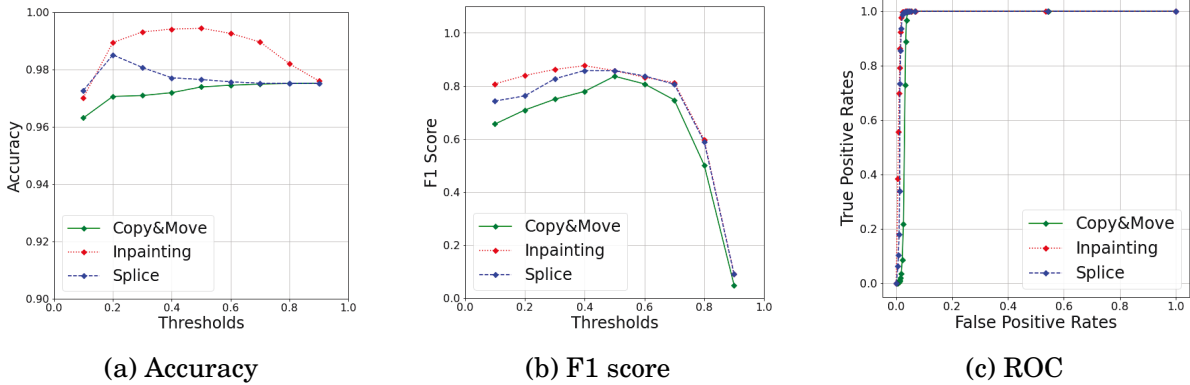 1.00
0.98
0.96
0.94
0.92
0.90
Accuracy
0.0 0.2 0.4 0.6 0.8 1.0
Thresholds
Copy&Move
Inpainting
Splice
(a) Accuracy
1.0
0.8
0.6
0.4
0.2
0.0
F1 Score
0.0 0.2 0.4 0.6 0.8 1.0
Thresholds
Copy&Move
Inpainting
Splice
(b) F1 score
1.0
0.8
0.6
0.4
0.2
0.0
True Positive Rates
0.0 0.2 0.4 0.6 0.8 1.0
False Positive Rates
Copy&Move
Inpainting
Splice
(c) ROC